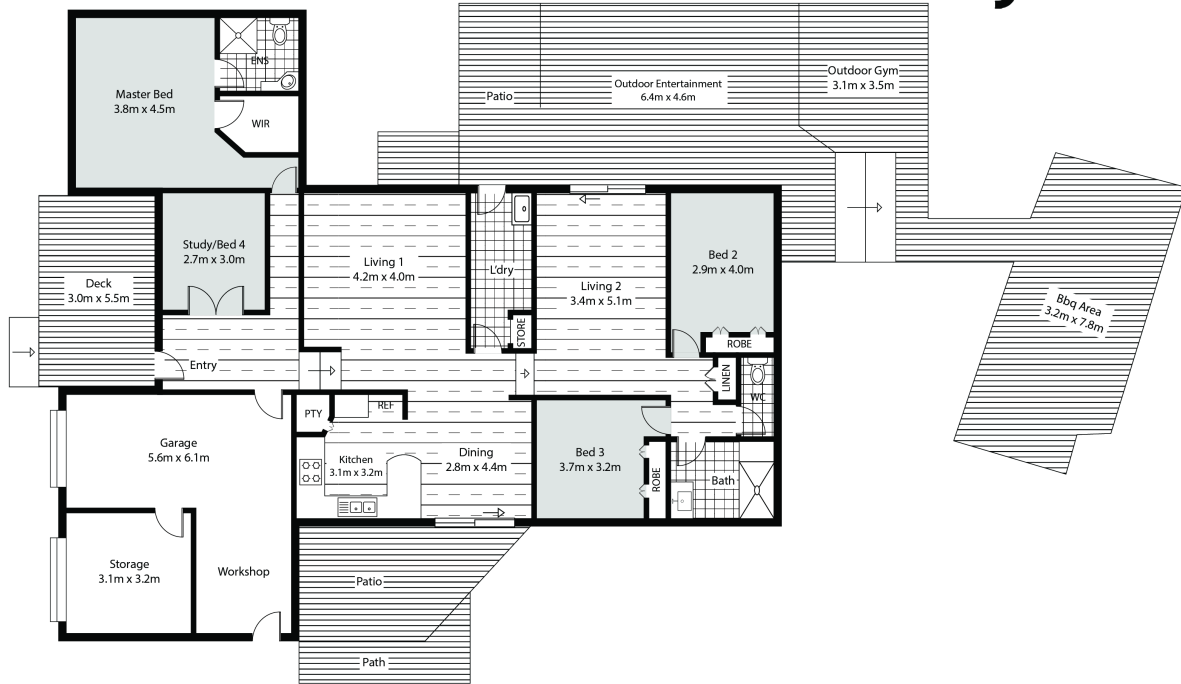 ENS
Master Bed
3.8m x 4.5m
WIR
Patio
Outdoor Entertainment
6.4m x 4.6m
Outdoor Gym
3.1m x 3.5m
Study/Bed 4
2.7m x 3.0m
Deck
3.0m x 5.5m
Living 1
4.2m x 4.0m
L'dry
STORE
Living 2
3.4m x 5.1m
Bed 2
2.9m x 4.0m
ROBE
Bbq Area
3.2m x 7.8m
Entry
LINEN
WC
PTY
REF
Garage
5.6m x 6.1m
Kitchen
3.1m x 3.2m
Dining
2.8m x 4.4m
Bed 3
3.7m x 3.2m
ROBE
Bath
Storage
3.1m x 3.2m
Workshop
Patio
Path